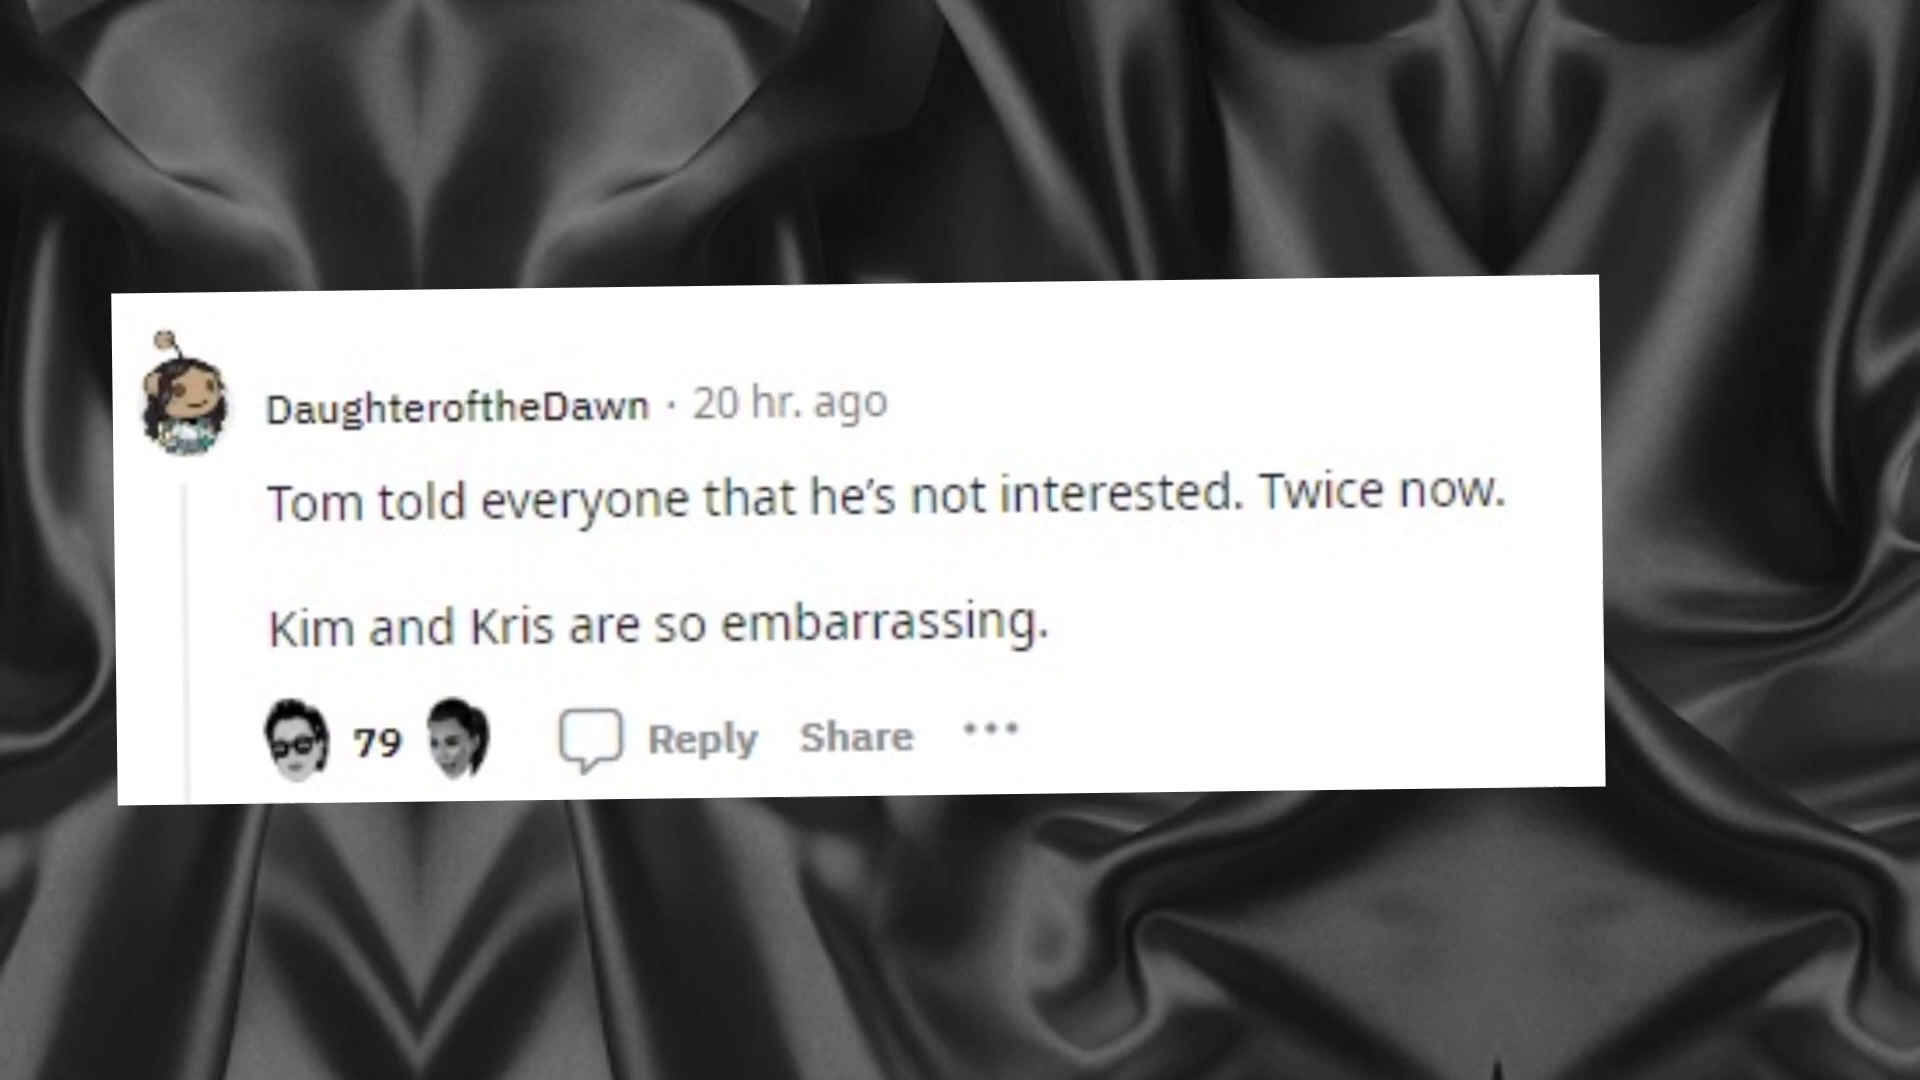 DaughteroftheDawn · 20 hr. ago
Tom told everyone that he's not interested. Twice now.
Kim and Kris are so embarrassing.
79 Reply Share •••